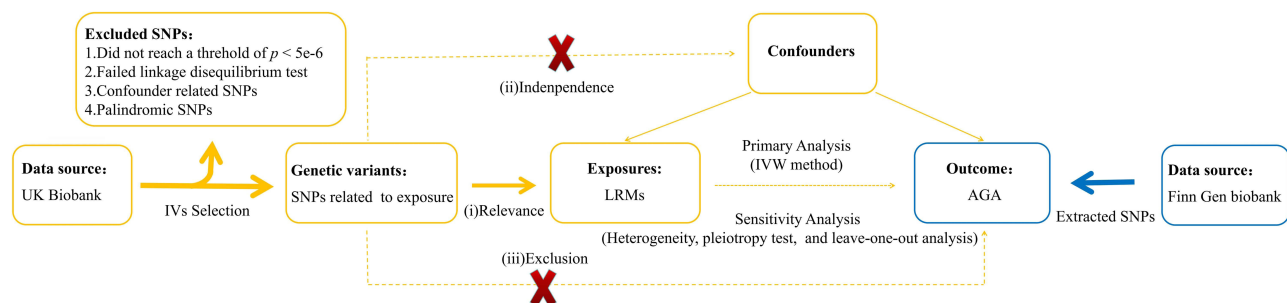 Excluded SNPs：
1.Did not reach a threthold of p < 5e-6
2.Failed linkage disequilibrium test
3.Confounder related SNPs
4.Palindromic SNPs
Confounders
(ii)Indenpendence
Data source：
UK Biobank
IVs Selection
Genetic variants：
SNPs related to exposure
(i)Relevance
Exposures：
LRMs
Primary Analysis
(IVW method)
Sensitivity Analysis
(Heterogeneity, pleiotropy test, and leave-one-out analysis)
Outcome：
AGA
Extracted SNPs
Data source：
Finn Gen biobank
(iii)Exclusion